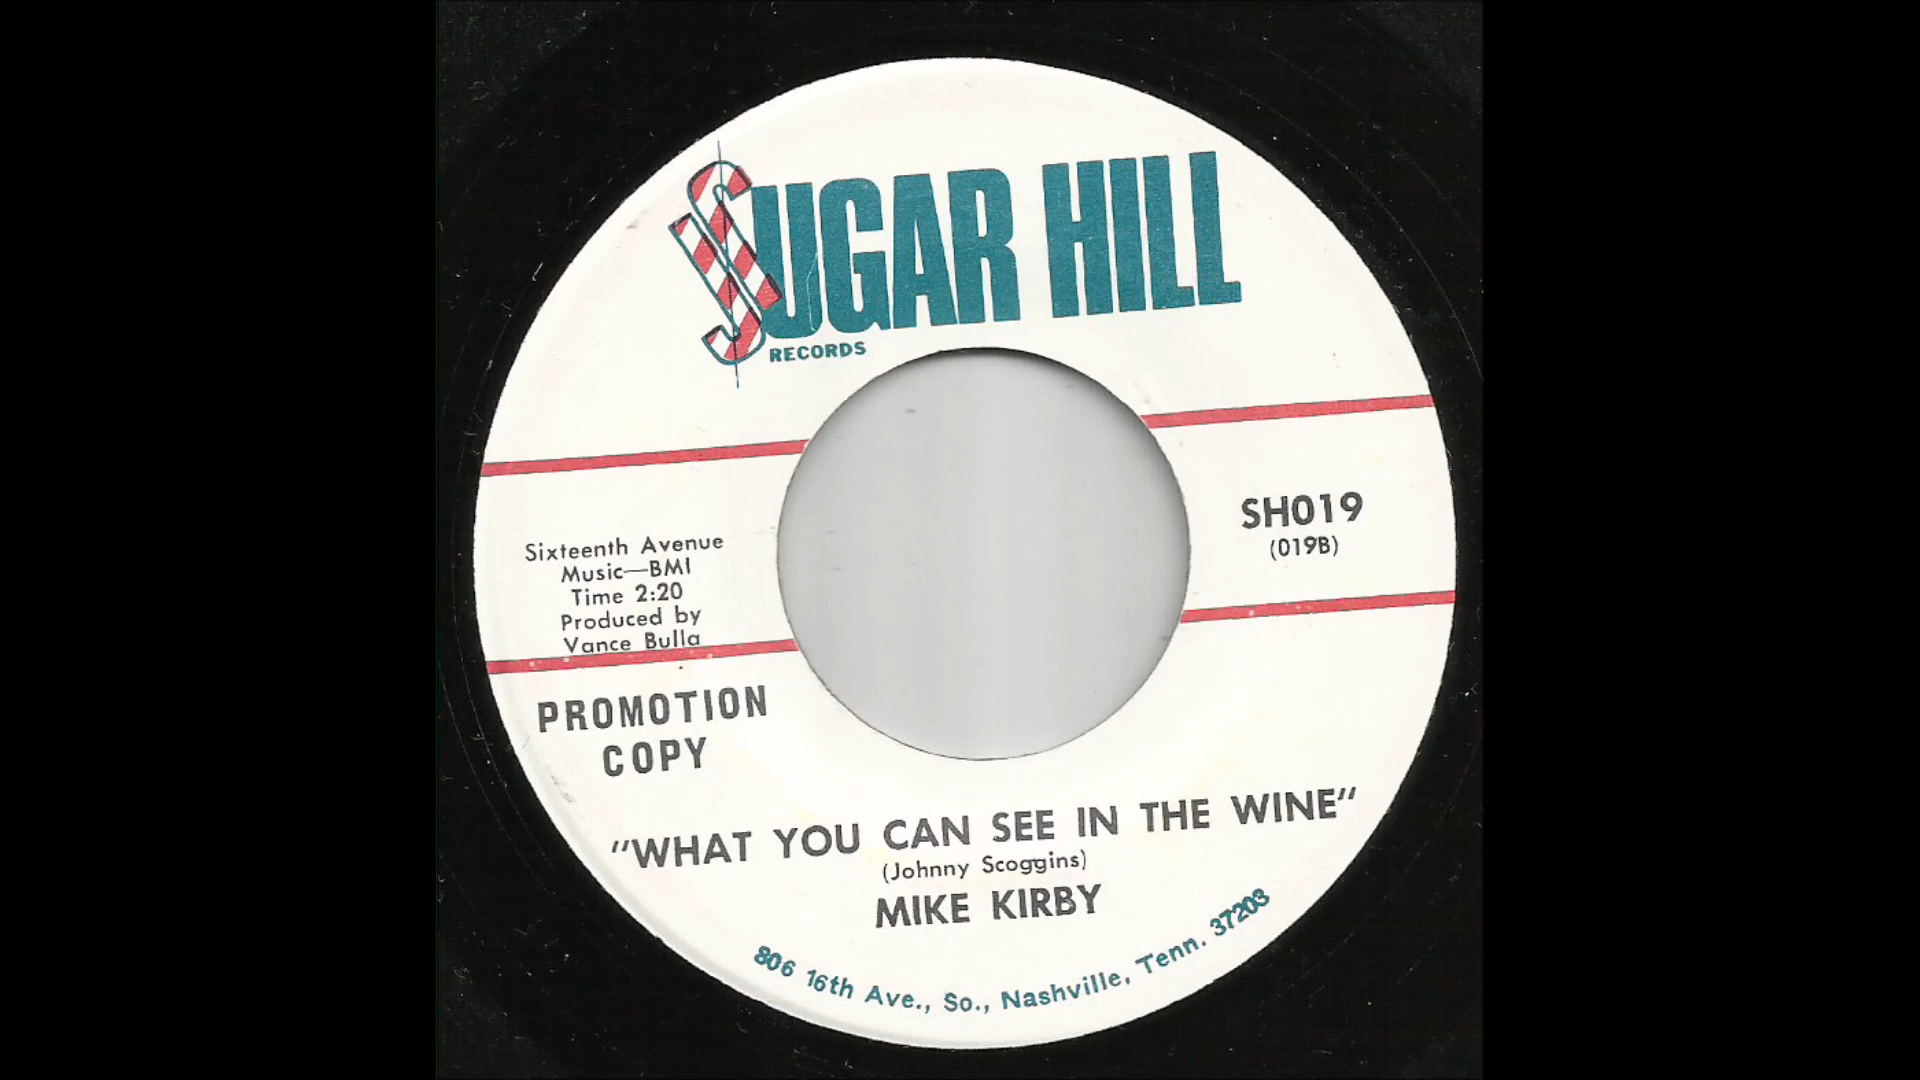 SUGAR HILL
RECORDS
SH019
(019B)
Sixteenth Avenue
Music—BMI
Time 2:20
Produced by
Vance Bulla
PROMOTION
COPY
"WHAT YOU CAN SEE IN THE WINE"
(Johnny Scoggins)
MIKE KIRBY
806 16th Ave., So., Nashville, Tenn. 37203